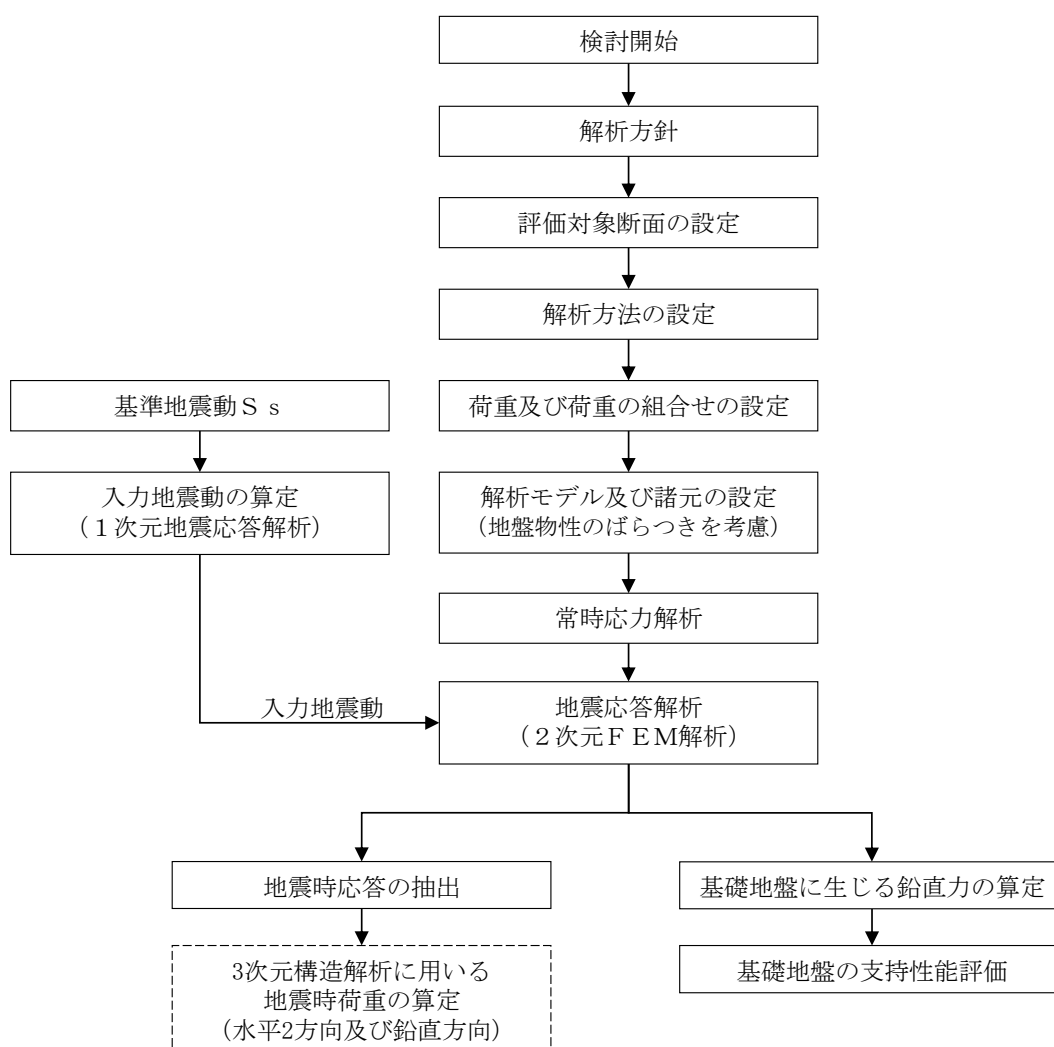 検討開始
解析方針
評価対象断面の設定
解析方法の設定
荷重及び荷重の組合せの設定
基準地震動Ｓｓ
入力地震動の算定
（１次元地震応答解析）
解析モデル及び諸元の設定
（地盤物性のばらつきを考慮）
常時応力解析
入力地震動
地震応答解析
（２次元ＦＥＭ解析）
地震時応答の抽出
基礎地盤に生じる鉛直力の算定
3次元構造解析に用いる
地震時荷重の算定
（水平2方向及び鉛直方向）
基礎地盤の支持性能評価